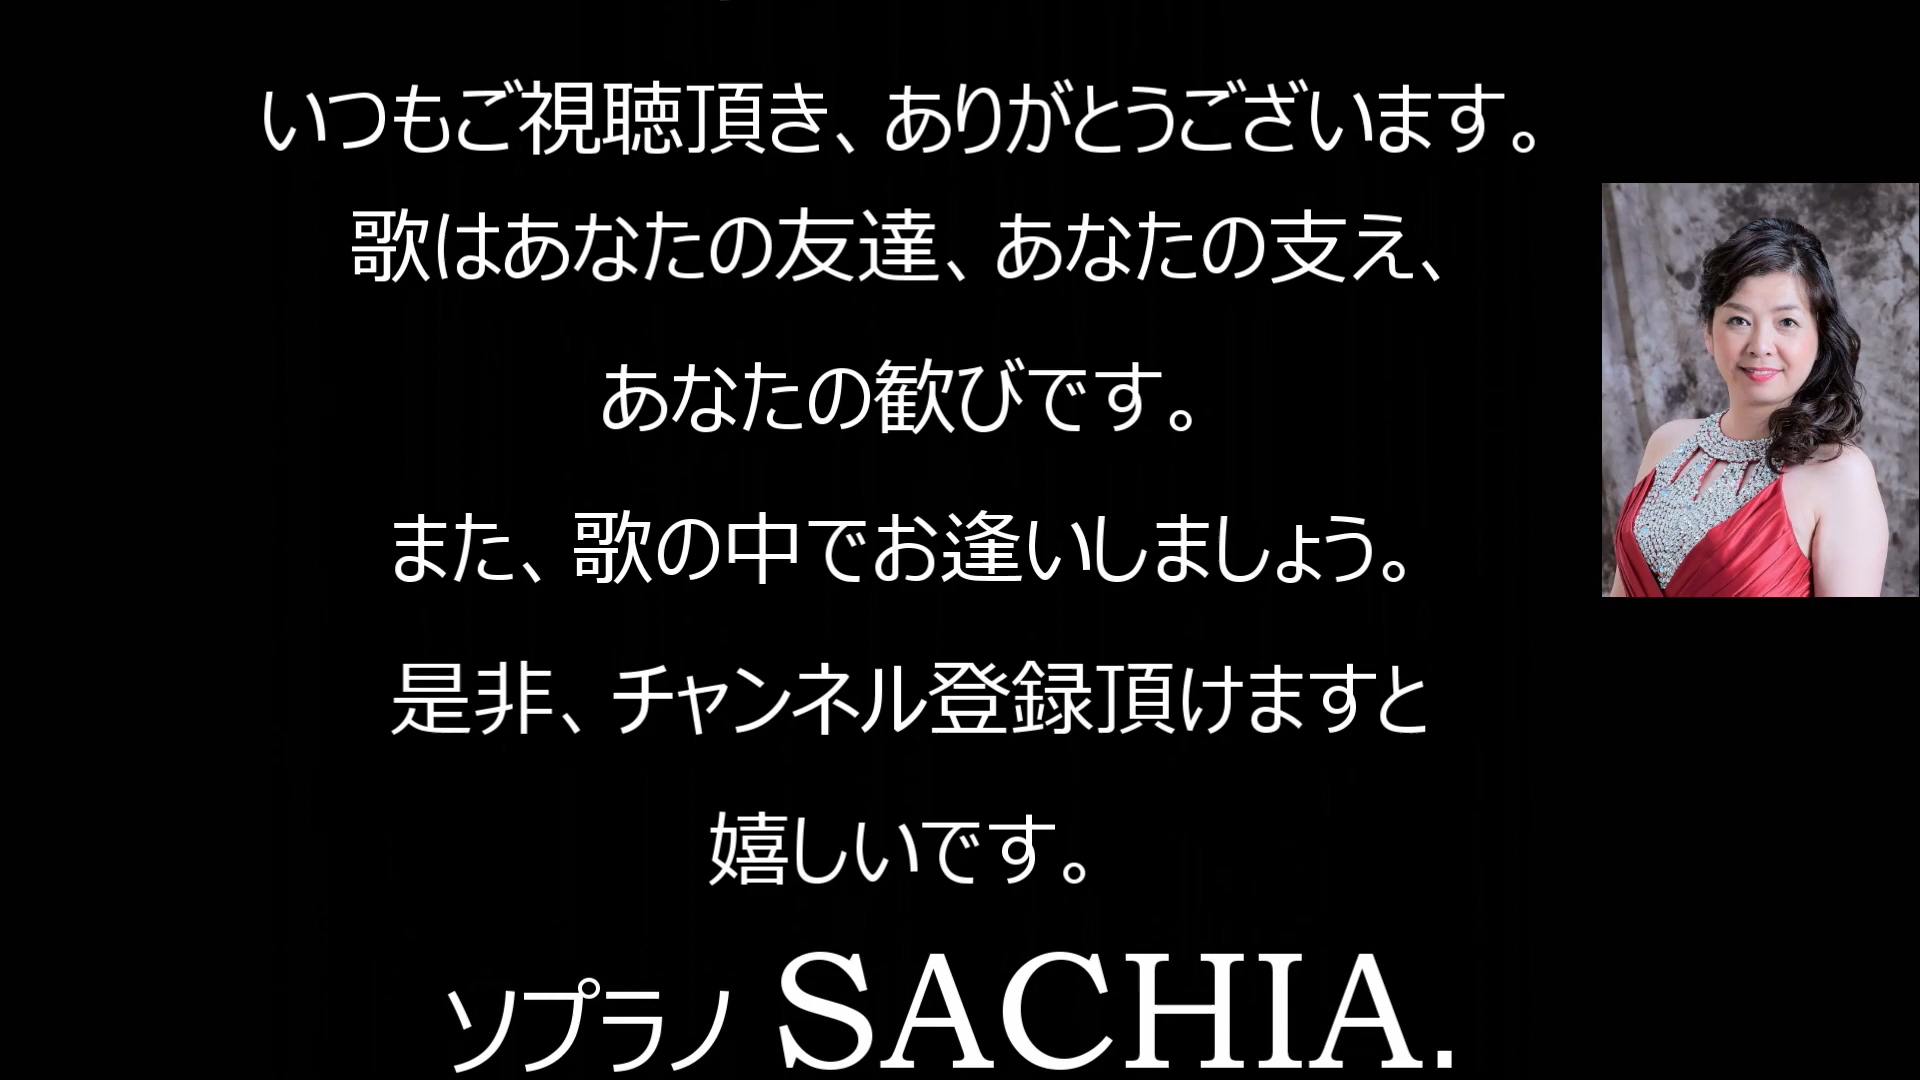 いつもご視聴頂き、ありがとうございます。
歌はあなたの友達、あなたの支え、
あなたの歓びです。
また、歌の中でお逢いしましょう。
是非、チャンネル登録頂けますと
嬉しいです。
ソプラノ SACHIA.